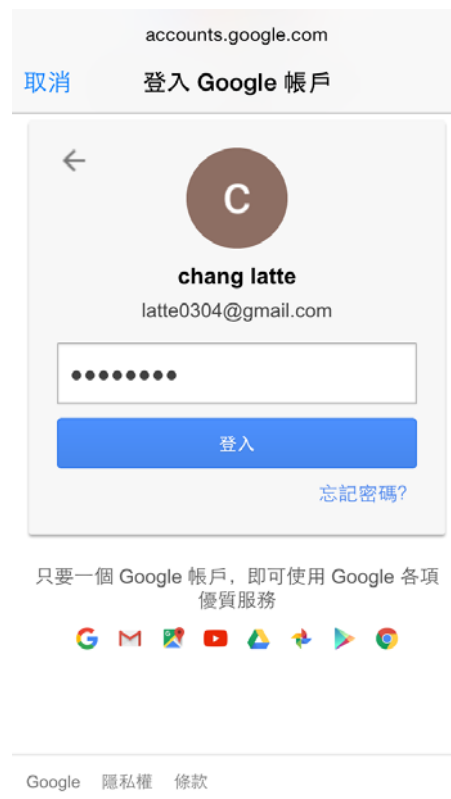 accounts.google.com
取消 登入 Google 帳戶
C
chang latte
latte0304@gmail.com
●●●●●●●●
登入
忘記密碼?
只要一個 Google 帳戶，即可使用 Google 各項
優質服務
Google 隱私權 條款